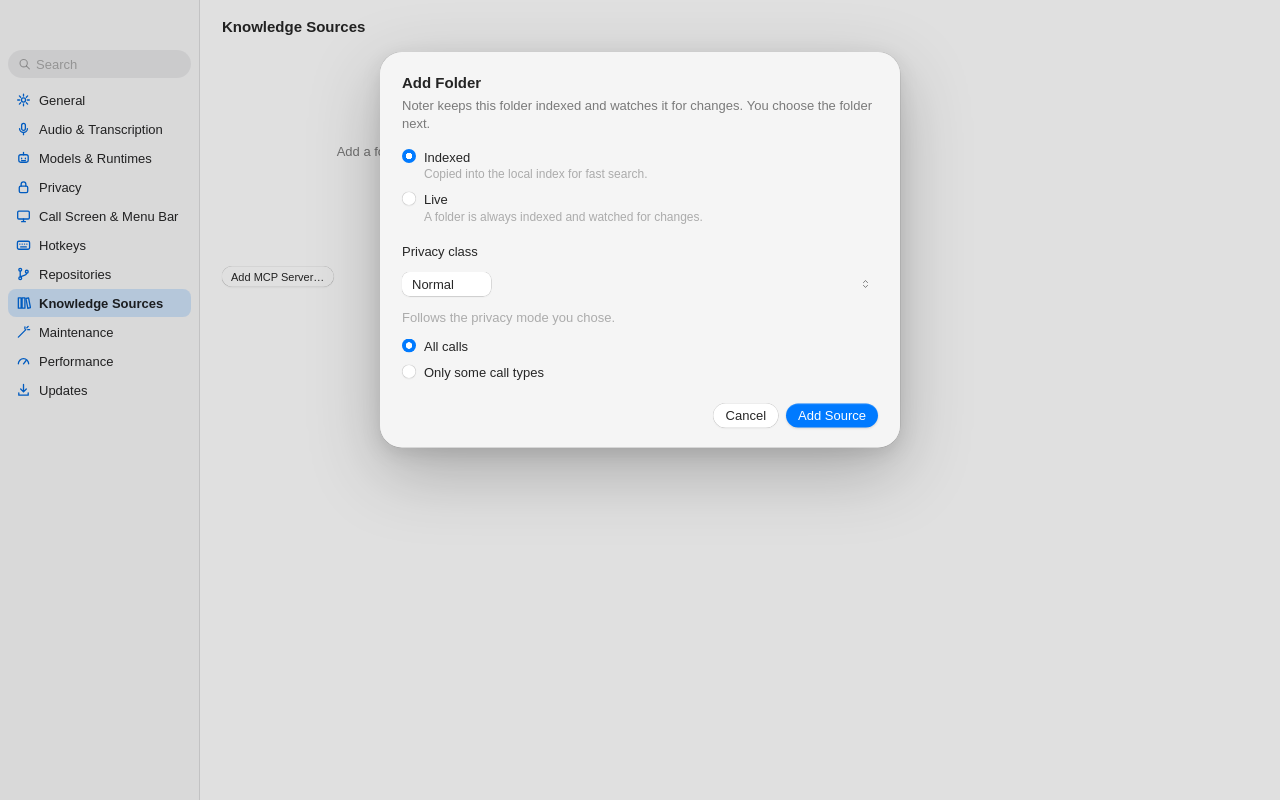 Knowledge Sources
Search
General
Audio & Transcription
Models & Runtimes
Privacy
Call Screen & Menu Bar
Hotkeys
Repositories
Knowledge Sources
Maintenance
Performance
Updates
Add a fo
Add MCP Server…
Add Folder
Noter keeps this folder indexed and watches it for changes. You choose the folder
next.
Indexed
Copied into the local index for fast search.
Live
A folder is always indexed and watched for changes.
Privacy class
Normal
Follows the privacy mode you chose.
All calls
Only some call types
Cancel
Add Source